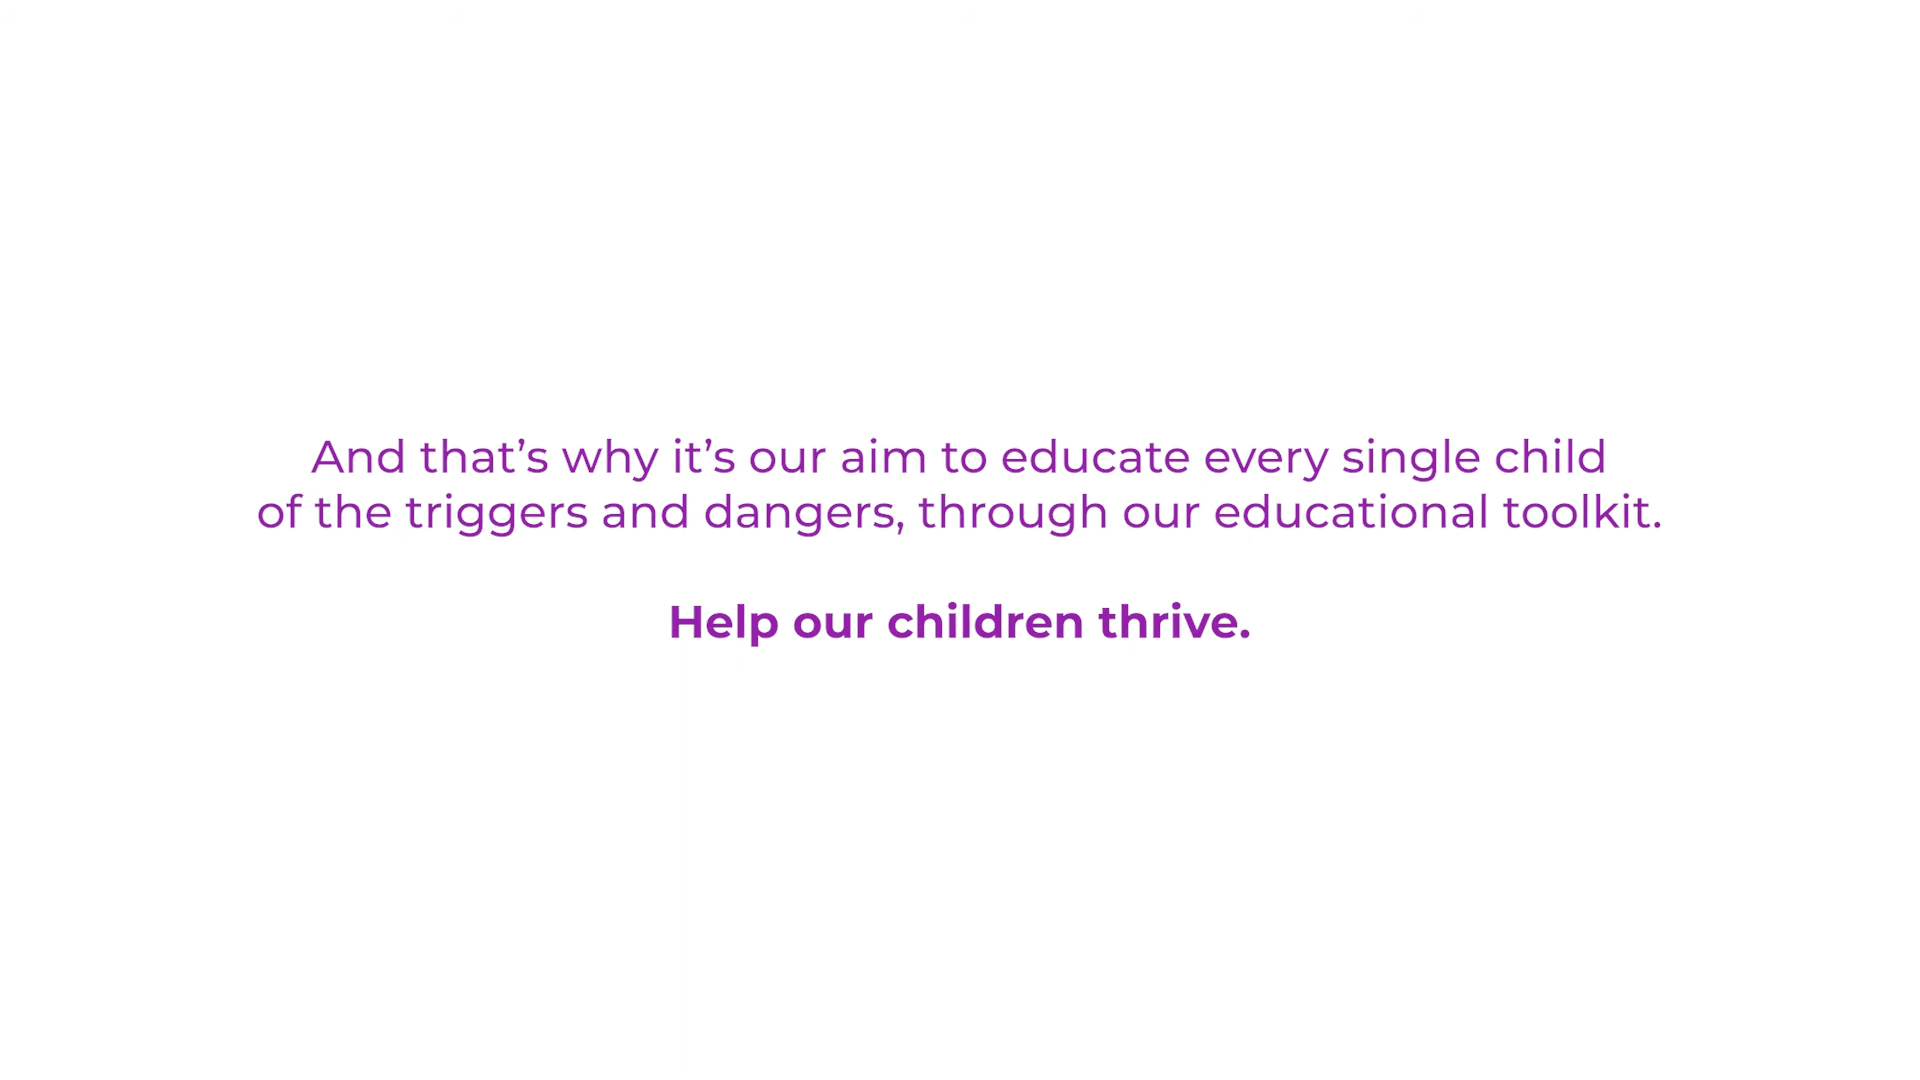 And that’s why it’s our aim to educate every single child
of the triggers and dangers, through our educational toolkit.
Help our children thrive.